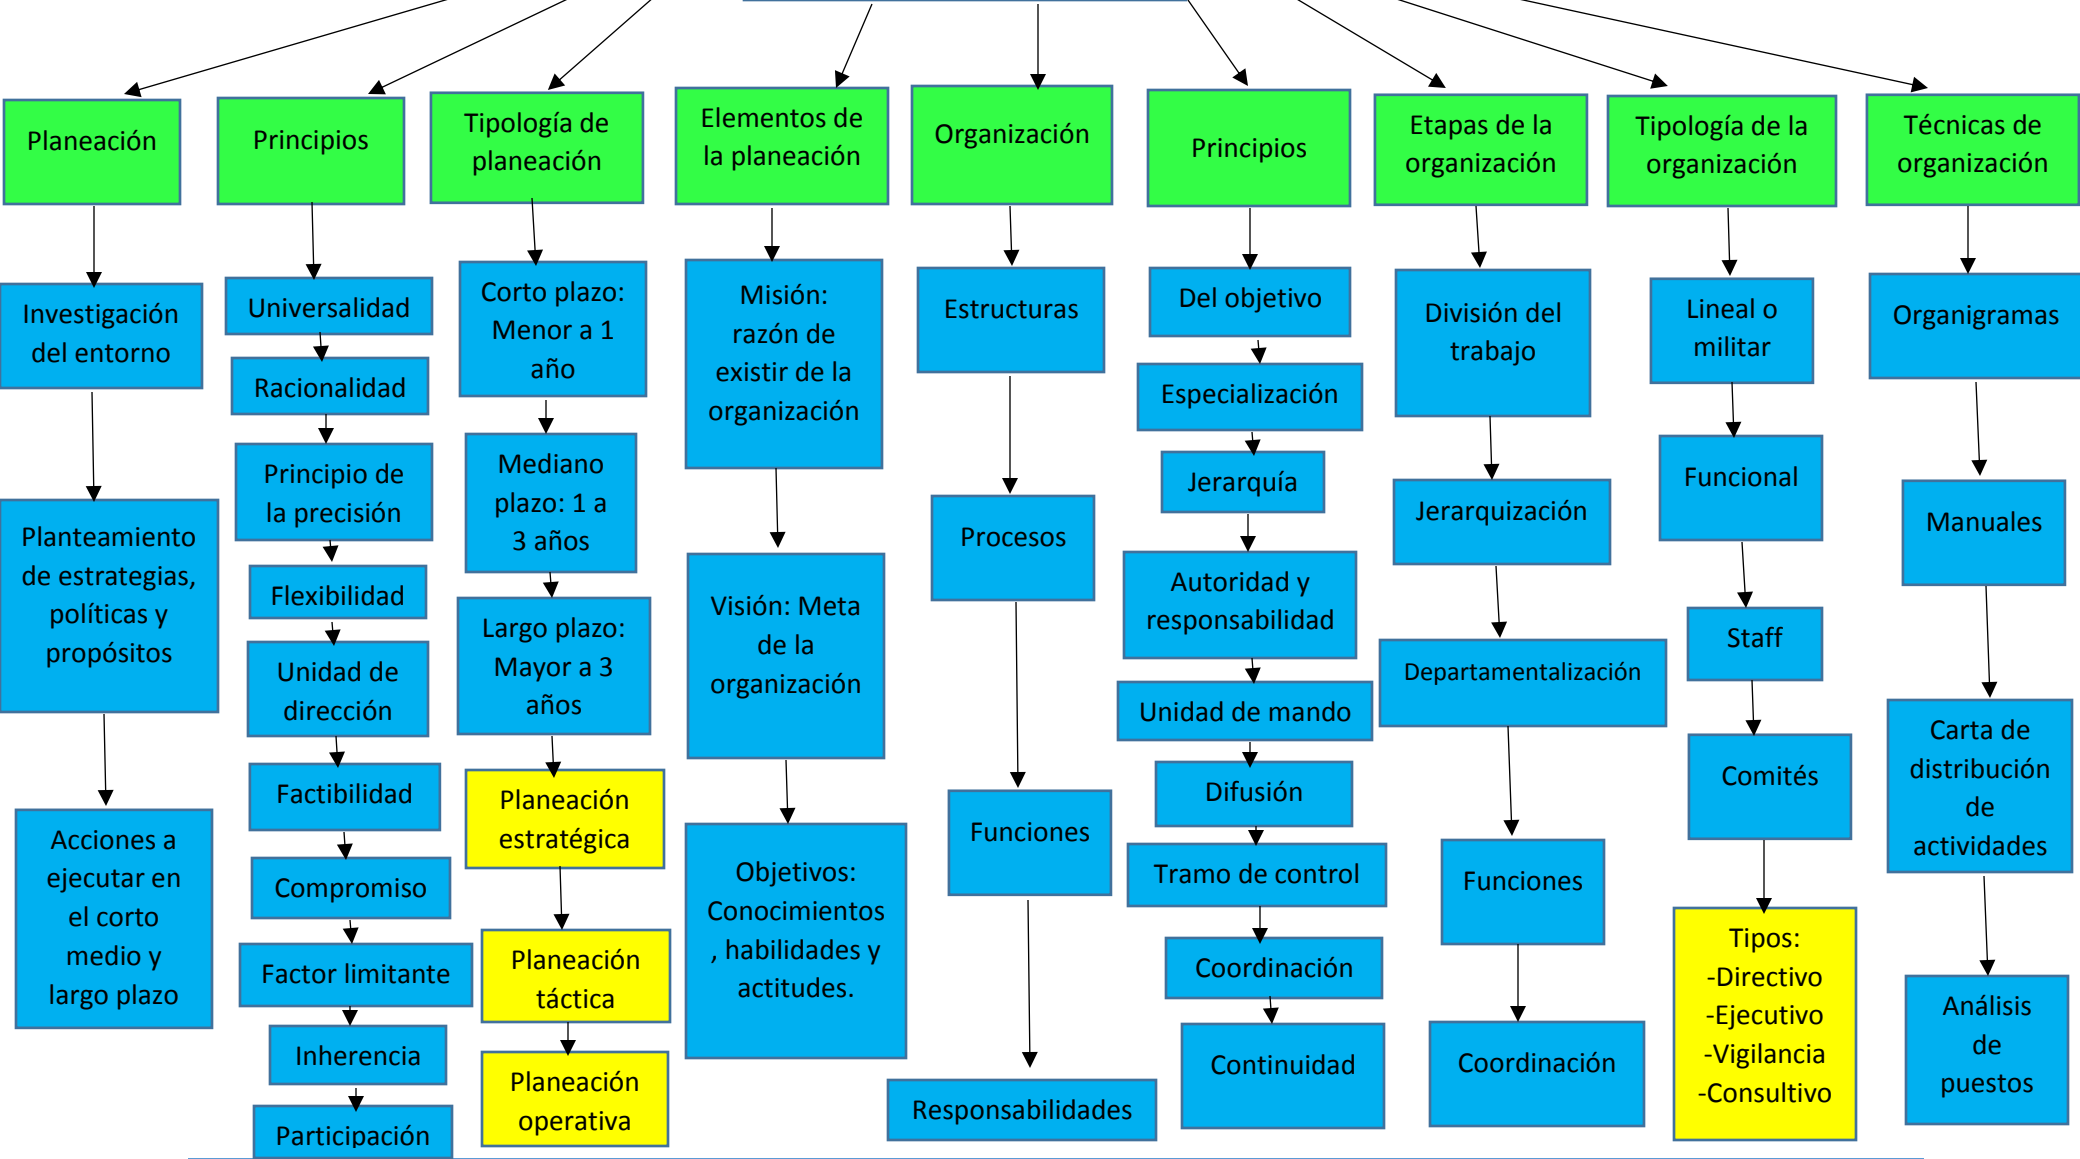 Planeación
Principios
Tipología de
planeación
Elementos de
la planeación
Organización
Principios
Etapas de la
organización
Tipología de la
organización
Técnicas de
organización
Investigación
del entorno
Planteamiento
de estrategias,
políticas y
propósitos
Acciones a
ejecutar en
el corto
medio y
largo plazo
Universalidad
Racionalidad
Principio de
la precisión
Flexibilidad
Unidad de
dirección
Factibilidad
Compromiso
Factor limitante
Inherencia
Participación
Corto plazo:
Menor a 1
año
Mediano
plazo: 1 a
3 años
Largo plazo:
Mayor a 3
años
Planeación
estratégica
Planeación
táctica
Planeación
operativa
Misión:
razón de
existir de la
organización
Visión: Meta
de la
organización
Objetivos:
Conocimientos
, habilidades y
actitudes.
Estructuras
Procesos
Funciones
Responsabilidades
Del objetivo
Especialización
Jerarquía
Autoridad y
responsabilidad
Unidad de mando
Difusión
Tramo de control
Coordinación
Continuidad
División del
trabajo
Jerarquización
Departamentalización
Funciones
Coordinación
Lineal o
militar
Funcional
Staff
Comités
Tipos:
-Directivo
-Ejecutivo
-Vigilancia
-Consultivo
Organigramas
Manuales
Carta de
distribución
de
actividades
Análisis
de
puestos